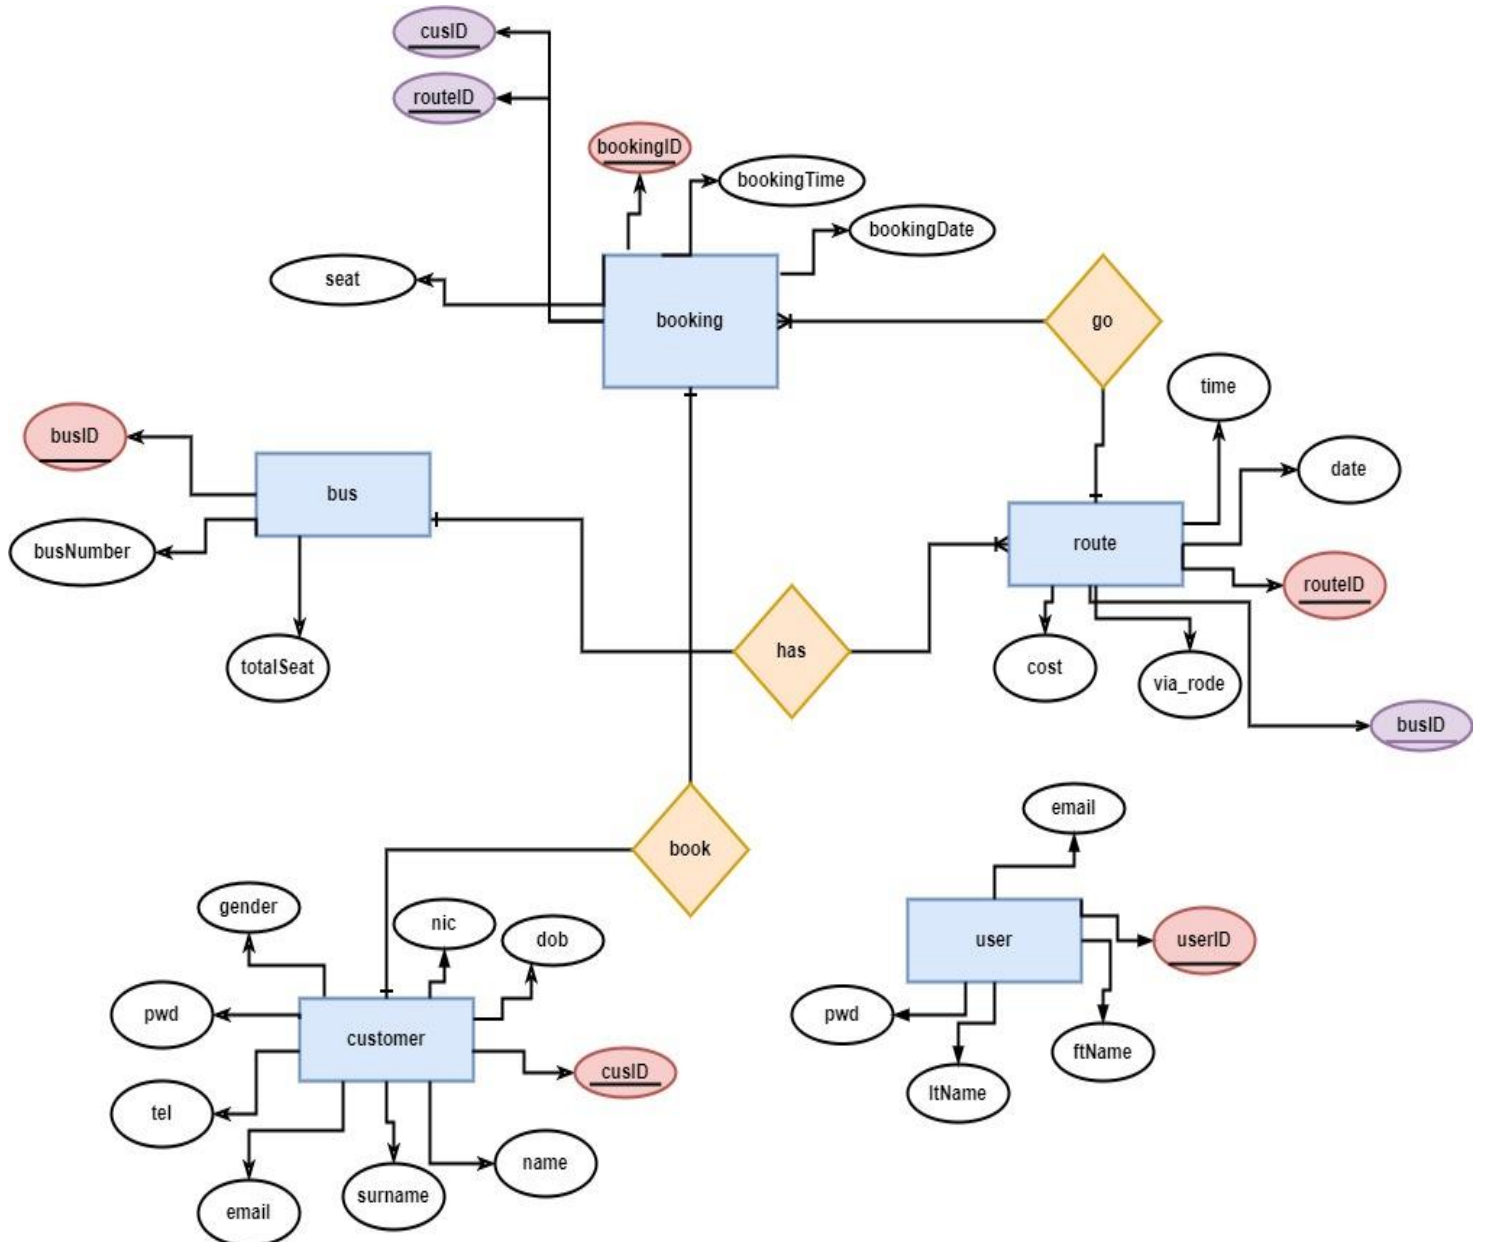 cusID
routeID
bookingID
bookingTime
bookingDate
seat
booking
go
time
busID
bus
date
busNumber
route
routeID
has
totalSeat
cost
via_rode
busID
email
book
gender
nic
dob
user
userID
pwd
pwd
customer
ftName
cusID
ltName
tel
name
surname
email